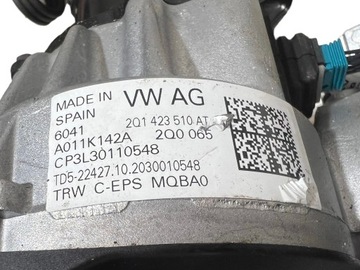 MADE IN VW AG
SPAIN
6041 2Q1 423 510 AT
A011K142A 2Q0 065
CP3L30110548
TD5-22427.10.2030010548
TRW C-EPS MQBA0